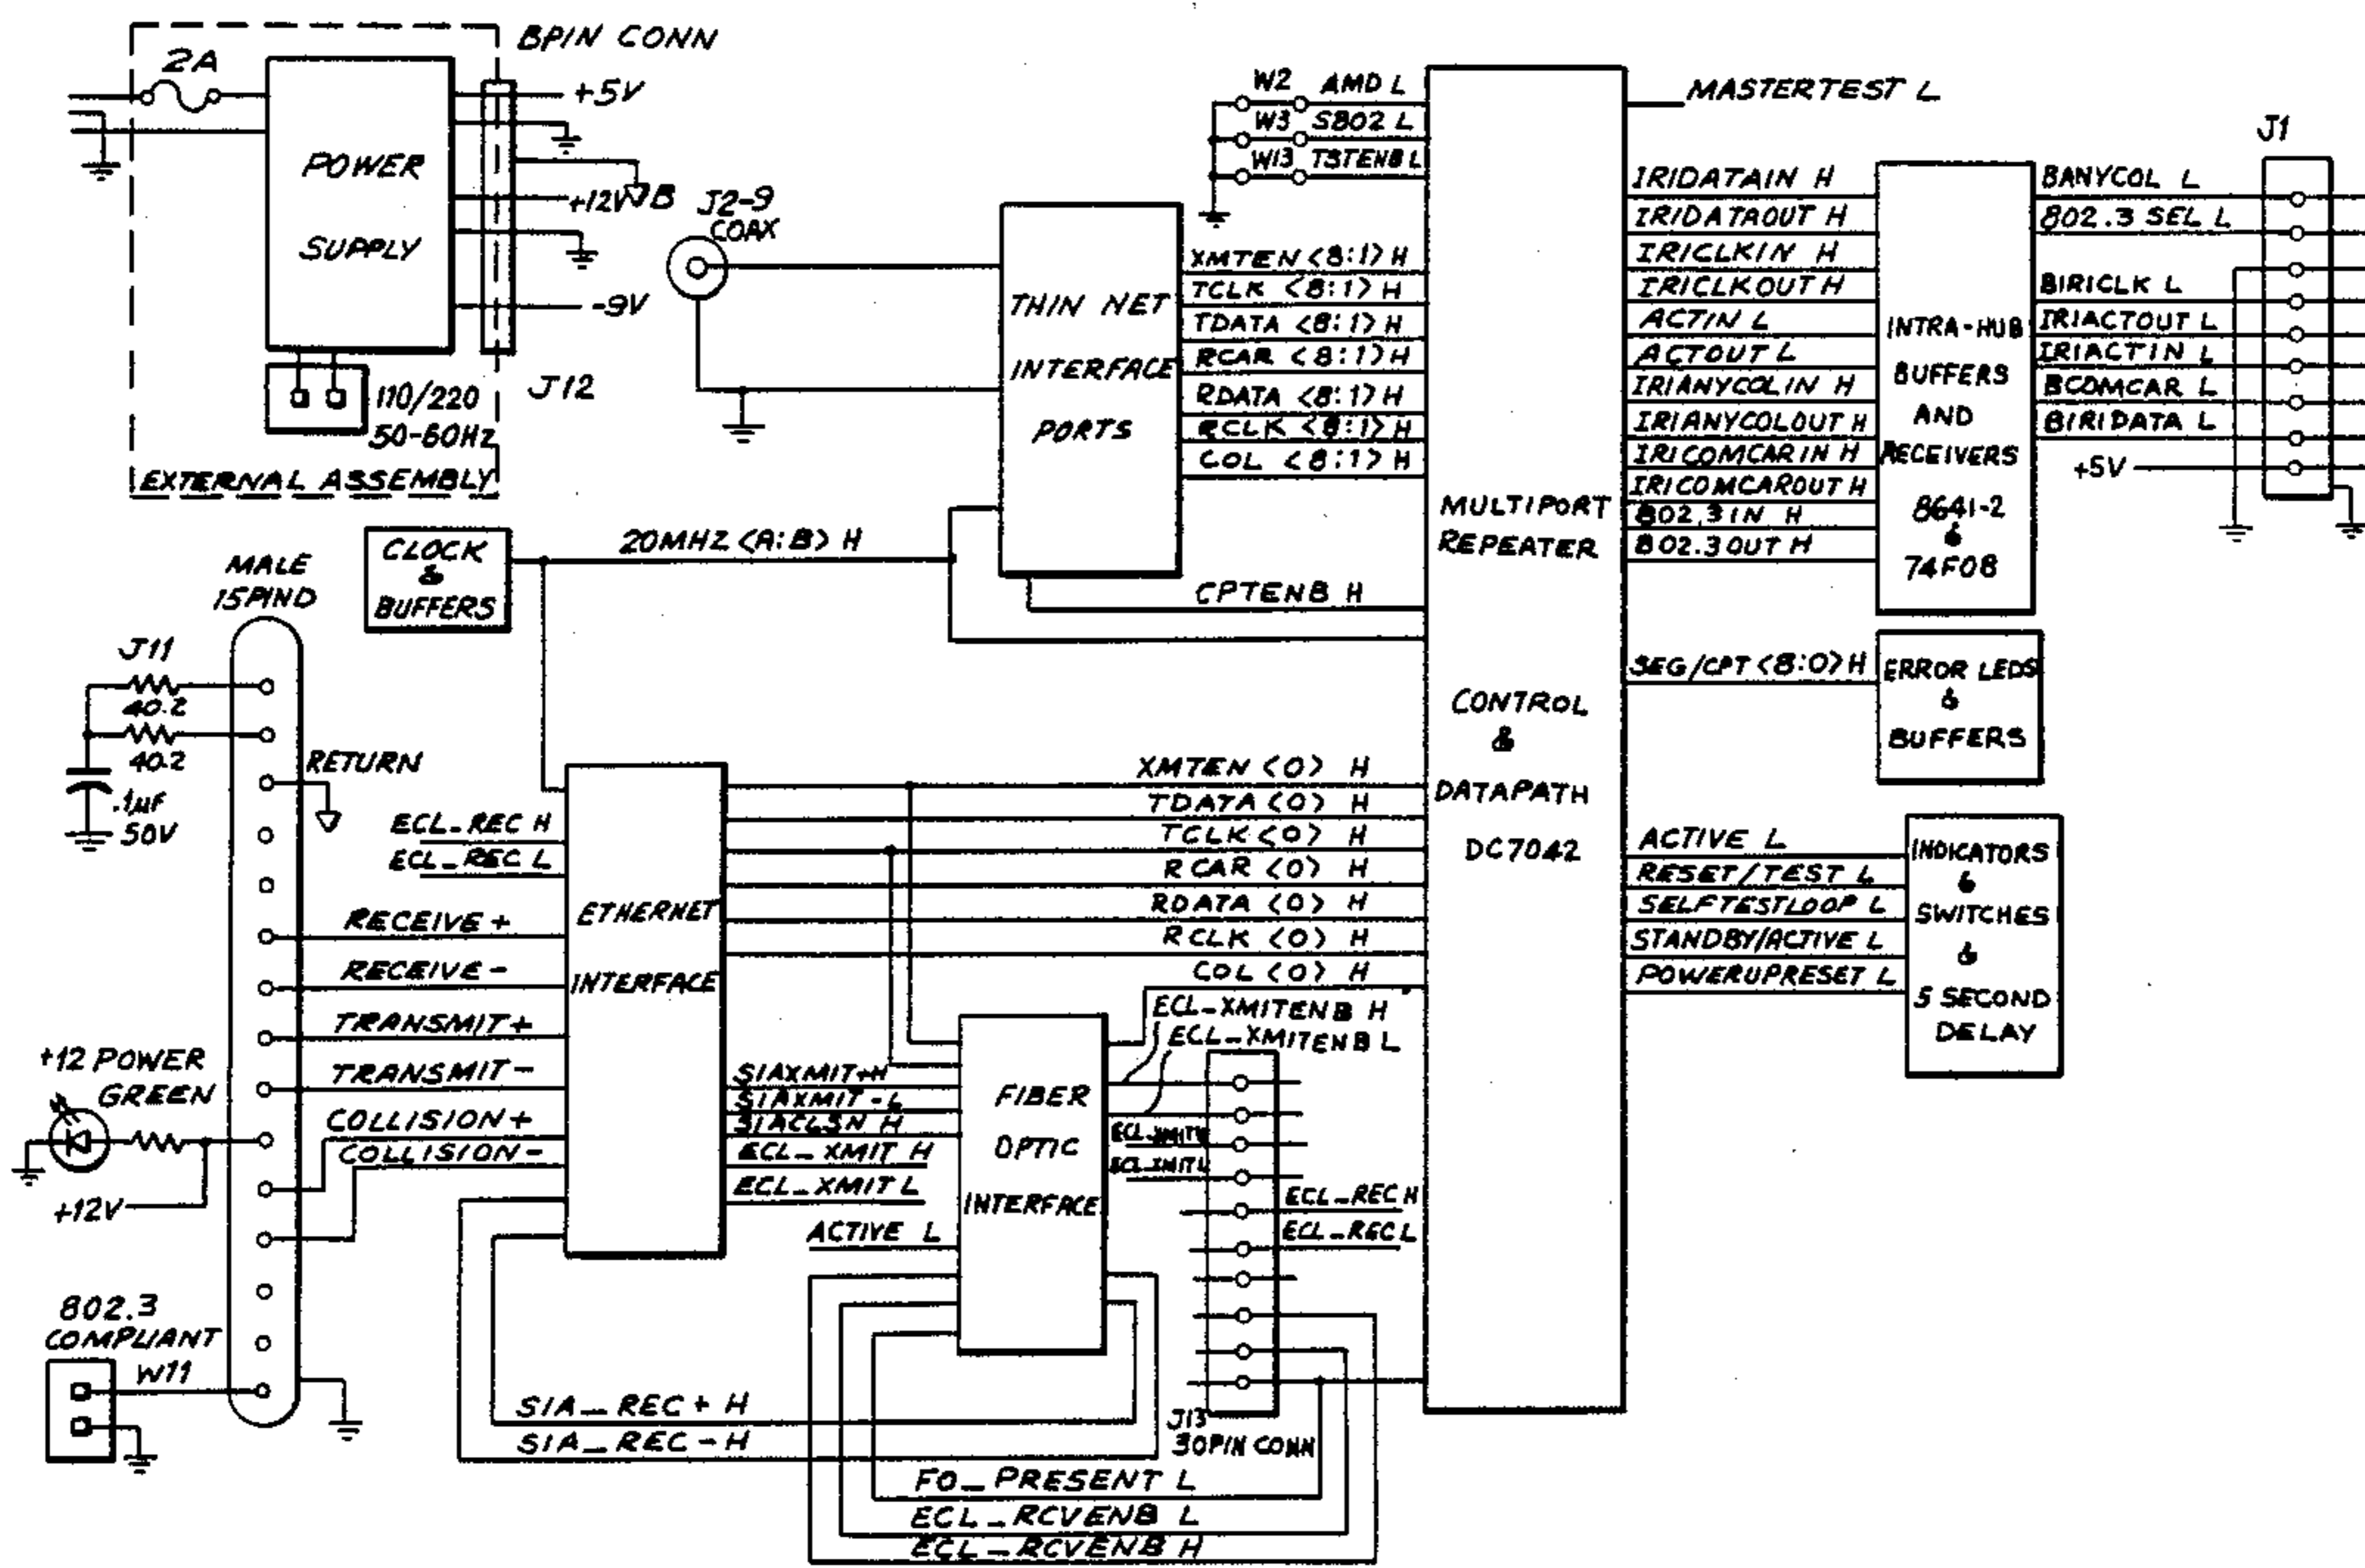 2A
8PIN CONN
+5V
POWER
SUPPLY
+12V
B
-9V
J12
110/220
50-60HZ
EXTERNAL ASSEMBLY
J2-9
COAX
THIN NET
INTERFACE
PORTS
W2 AMD L
W3 S802 L
W13 TSTENB L
XMTEN <8:1> H
TCLK <8:1> H
TDATA <8:1> H
RCAR <8:1> H
RDATA <8:1> H
RCLK <8:1> H
COL <8:1> H
CPTENB H
MULTIPORT
REPEATER
CONTROL
&
DATAPATH
DC7042
MASTERTEST L
IRIDATAIN H
IRIDATAOUT H
IRICLKIN H
IRICLKOUT H
ACTIN L
ACTOUT L
IRIANYCOLIN H
IRIANYCOLOUT H
IRICOMCARIN H
IRICOMCAROUT H
802.3IN H
802.3OUT H
INTRA-HUB
BUFFERS
AND
RECEIVERS
8641-2
&
74F08
J1
BANYCOL L
802.3 SEL L
BIRICLK L
IRIACTOUT L
IRIACTIN L
BCOMCAR L
BIRIDATA L
+5V
SEG/CPT <8:0> H
ERROR LEDS
&
BUFFERS
ACTIVE L
RESET/TEST L
SELFTESTLOOP L
STANDBY/ACTIVE L
POWERUPRESET L
INDICATORS
&
SWITCHES
&
5 SECOND
DELAY
CLOCK
&
BUFFERS
20MHZ <A:B> H
MALE
15PIND
J11
40.2
40.2
.1µF
50V
RETURN
ECL_REC H
ECL_REC L
RECEIVE +
RECEIVE -
TRANSMIT +
TRANSMIT -
COLLISION +
COLLISION -
+12 POWER
GREEN
+12V
802.3
COMPLIANT
W11
ETHERNET
INTERFACE
XMTEN <0> H
TDATA <0> H
TCLK <0> H
RCAR <0> H
RDATA <0> H
RCLK <0> H
COL <0> H
ECL-XMITENB H
ECL-XMITENB L
SIAXMIT+H
SIAXMIT-L
SIACLSN H
ECL_XMIT H
ECL_XMIT L
ACTIVE L
FIBER
OPTIC
INTERFACE
ECL_XMIT H
ECL_XMIT L
ECL_REC H
ECL_REC L
J13
30PIN CONN
SIA_REC+ H
SIA_REC- H
FO_PRESENT L
ECL_RCVENB L
ECL_RCVENB H